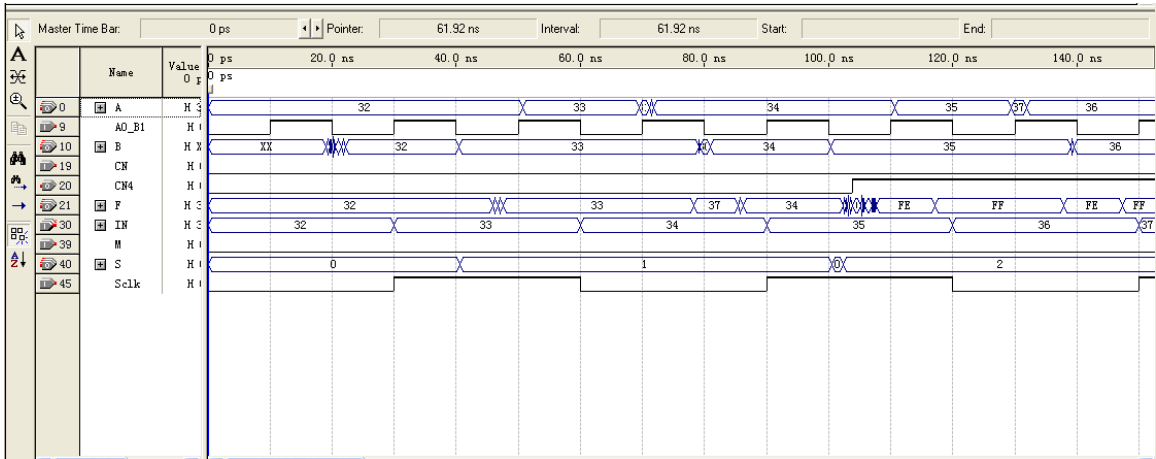 Master Time Bar: 0 ps Pointer: 61.92 ns Interval: 61.92 ns Start: End:
Name Value 0 ps 20.0 ns 40.0 ns 60.0 ns 80.0 ns 100.0 ns 120.0 ns 140.0 ns
0 ps
0 A H 3 32 33 34 35 37 36
9 A0_B1 H
10 B H X XX 32 33 34 35 36
19 CN H
20 CN4 H
21 F H 3 32 33 37 34 FE FF FE FF
30 IN H 3 32 33 34 35 36 37
39 M H
40 S H 0 1 0 2
45 Sclk H